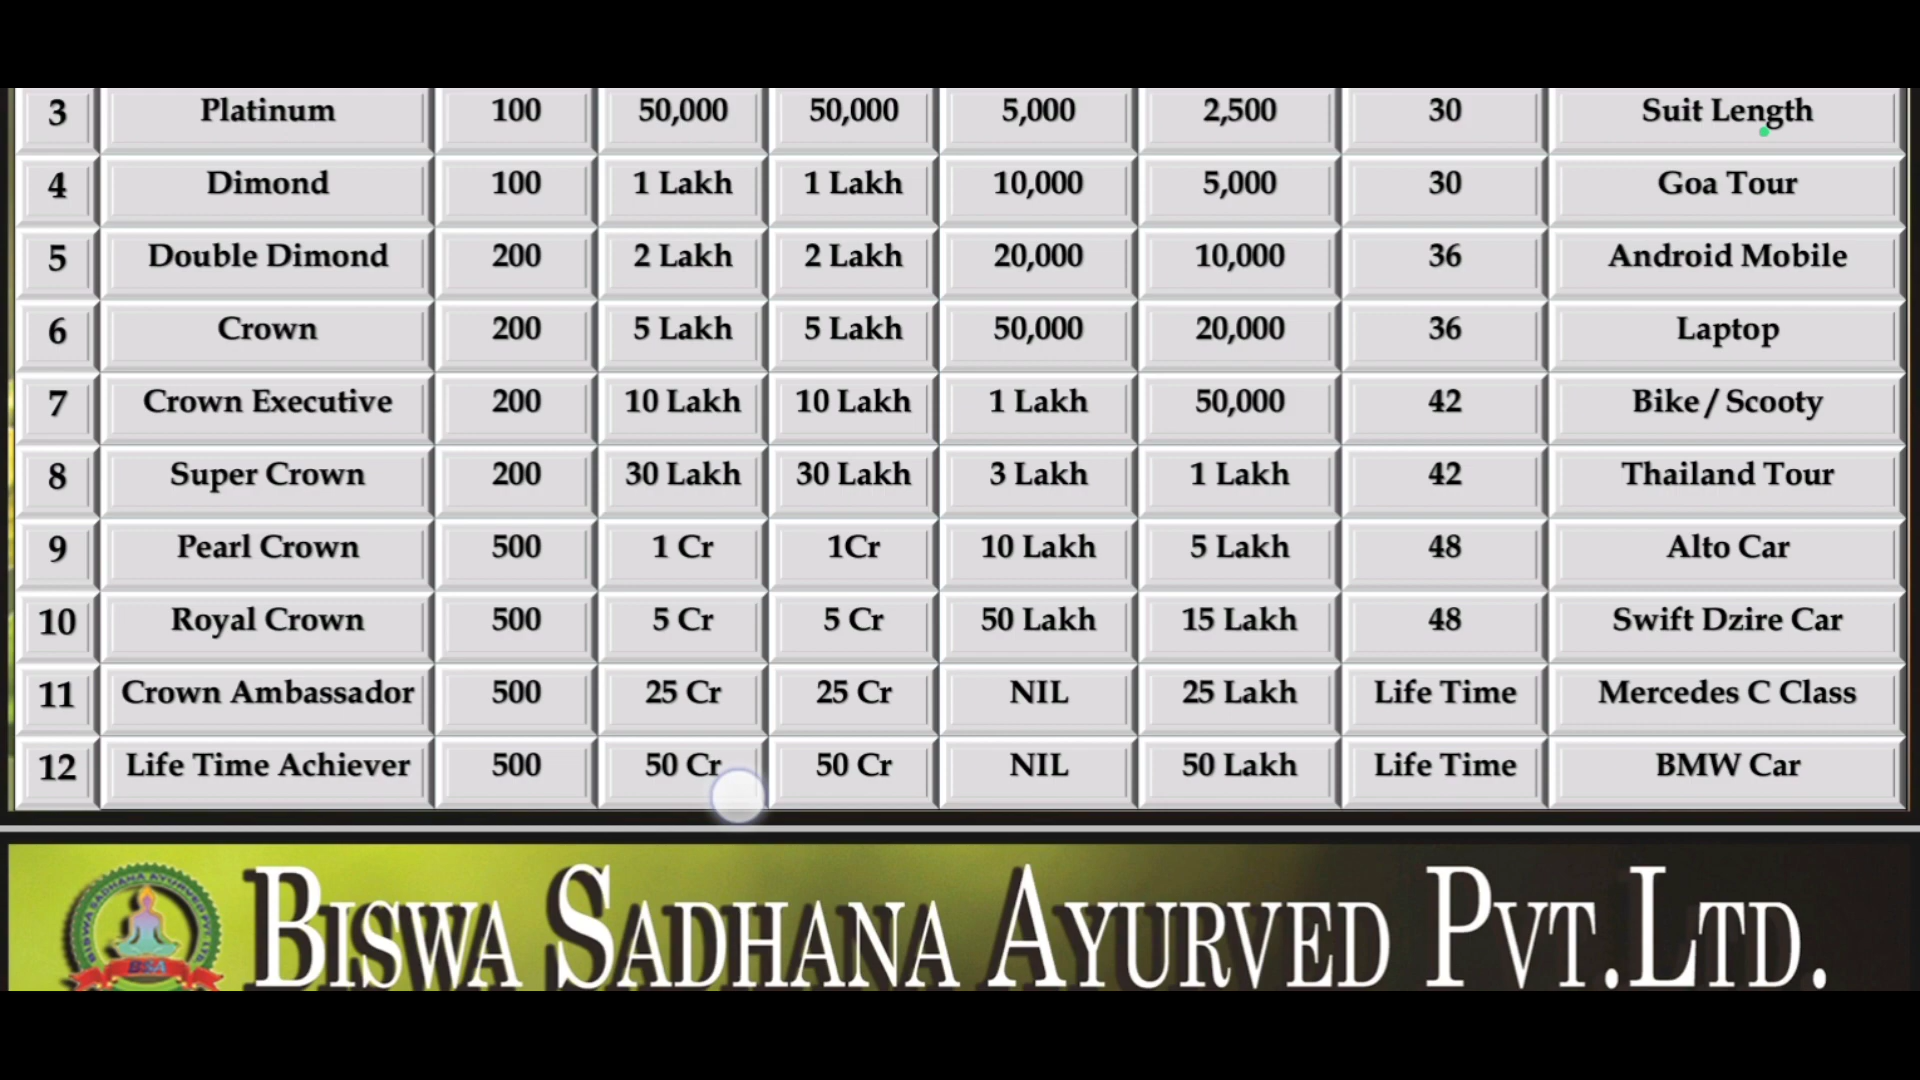 3 Platinum 100 50,000 50,000 5,000 2,500 30 Suit Length
4 Dimond 100 1 Lakh 1 Lakh 10,000 5,000 30 Goa Tour
5 Double Dimond 200 2 Lakh 2 Lakh 20,000 10,000 36 Android Mobile
6 Crown 200 5 Lakh 5 Lakh 50,000 20,000 36 Laptop
7 Crown Executive 200 10 Lakh 10 Lakh 1 Lakh 50,000 42 Bike / Scooty
8 Super Crown 200 30 Lakh 30 Lakh 3 Lakh 1 Lakh 42 Thailand Tour
9 Pearl Crown 500 1 Cr 1Cr 10 Lakh 5 Lakh 48 Alto Car
10 Royal Crown 500 5 Cr 5 Cr 50 Lakh 15 Lakh 48 Swift Dzire Car
11 Crown Ambassador 500 25 Cr 25 Cr NIL 25 Lakh Life Time Mercedes C Class
12 Life Time Achiever 500 50 Cr 50 Cr NIL 50 Lakh Life Time BMW Car
BISWA SADHANA AYURVED PVT. LTD.
BISWA SADHANA AYURVED PVT. LTD.
BSA